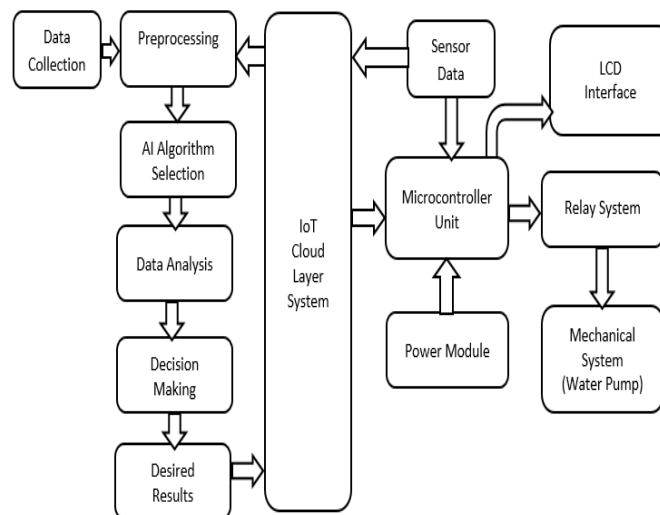 Data
Collection
Preprocessing
AI Algorithm
Selection
Data Analysis
Decision
Making
Desired
Results
IoT
Cloud
Layer
System
Sensor
Data
Microcontroller
Unit
Power Module
LCD
Interface
Relay System
Mechanical
System
(Water Pump)